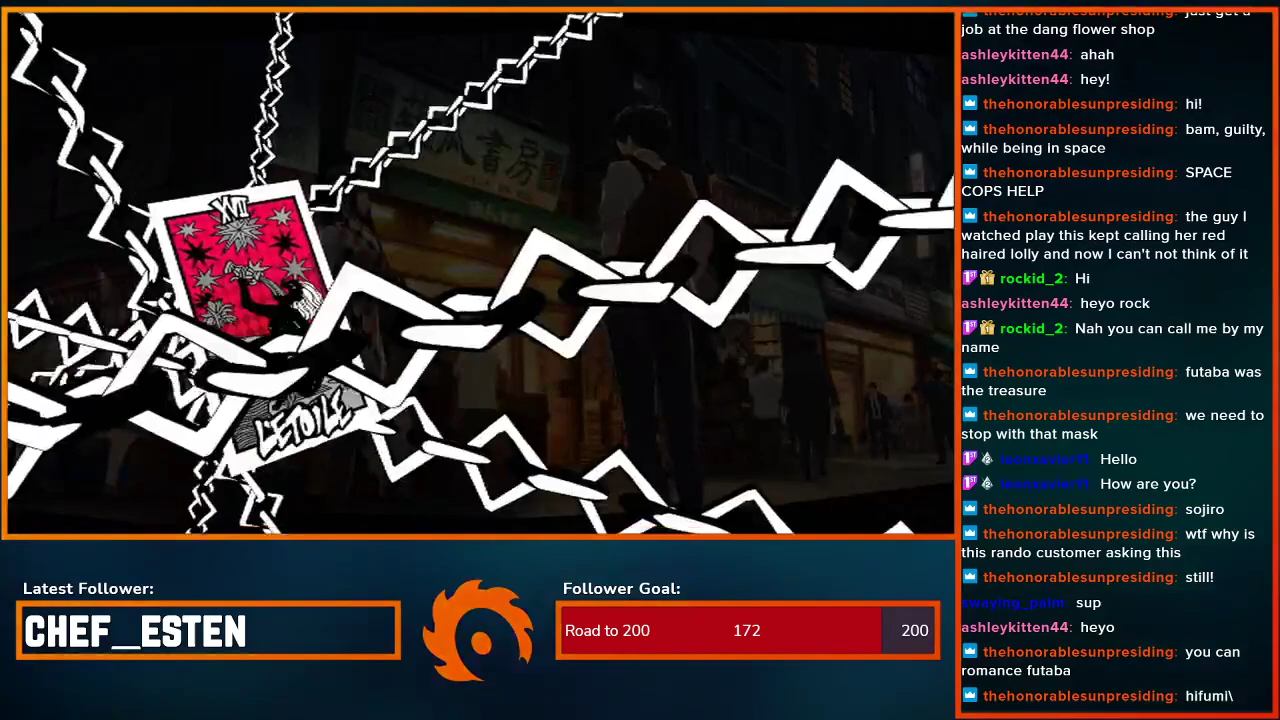 XVII
L'ETOILE
書房
Latest Follower:
CHEF_ESTEN
Follower Goal:
Road to 200 172 200
thehonorablesunpresiding: just get a
job at the dang flower shop
ashleykitten44: ahah
ashleykitten44: hey!
thehonorablesunpresiding: hi!
thehonorablesunpresiding: bam, guilty,
while being in space
thehonorablesunpresiding: SPACE
COPS HELP
thehonorablesunpresiding: the guy I
watched play this kept calling her red
haired lolly and now I can't not think of it
rockid_2: Hi
ashleykitten44: heyo rock
rockid_2: Nah you can call me by my
name
thehonorablesunpresiding: futaba was
the treasure
thehonorablesunpresiding: we need to
stop with that mask
Hello
How are you?
thehonorablesunpresiding: sojiro
thehonorablesunpresiding: wtf why is
this rando customer asking this
thehonorablesunpresiding: still!
swaying_palm: sup
ashleykitten44: heyo
thehonorablesunpresiding: you can
romance futaba
thehonorablesunpresiding: hifumi\